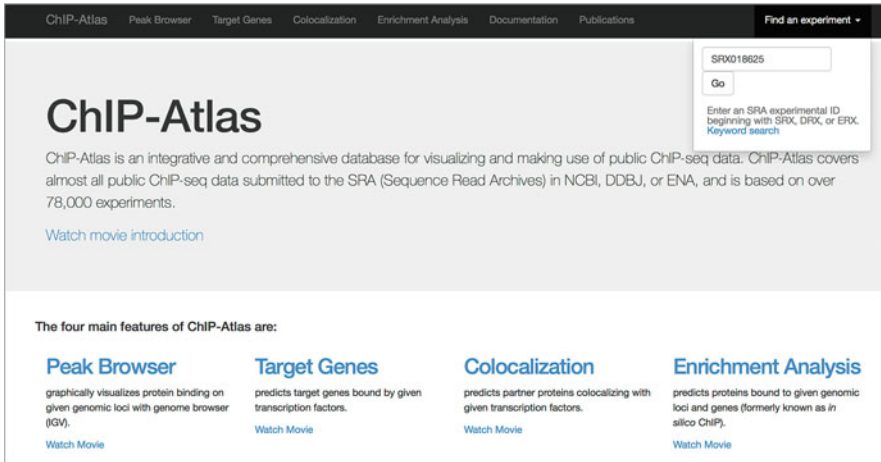 ChIP-Atlas Peak Browser Target Genes Colocalization Enrichment Analysis Documentation Publications Find an experiment
SRX018625
Go
Enter an SRA experimental ID
beginning with SRX, DRX, or ERX.
Keyword search
ChIP-Atlas
ChIP-Atlas is an integrative and comprehensive database for visualizing and making use of public ChIP-seq data. ChIP-Atlas covers
almost all public ChIP-seq data submitted to the SRA (Sequence Read Archives) in NCBI, DDBJ, or ENA, and is based on over
78,000 experiments.
Watch movie introduction
The four main features of ChIP-Atlas are:
Peak Browser
graphically visualizes protein binding on
given genomic loci with genome browser
(IGV).
Watch Movie
Target Genes
predicts target genes bound by given
transcription factors.
Watch Movie
Colocalization
predicts partner proteins colocalizing with
given transcription factors.
Watch Movie
Enrichment Analysis
predicts proteins bound to given genomic
loci and genes (formerly known as in
silico ChIP).
Watch Movie